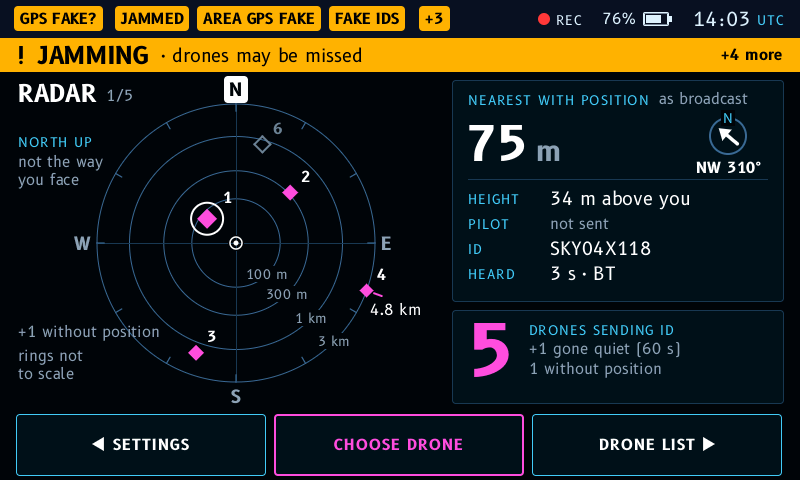 GPS FAKE? JAMMED AREA GPS FAKE FAKE IDS +3 REC 76% 14:03 UTC
! JAMMING · drones may be missed +4 more
RADAR 1/5
N
NORTH UP
not the way
you face
6
2
1
W
E
4
4.8 km
100 m
300 m
1 km
3 km
+1 without position
3
rings not
to scale
S
NEAREST WITH POSITION as broadcast
75 m
N
NW 310°
HEIGHT 34 m above you
PILOT not sent
ID SKY04X118
HEARD 3 s · BT
5 DRONES SENDING ID
+1 gone quiet (60 s)
1 without position
◀ SETTINGS
CHOOSE DRONE
DRONE LIST ▶